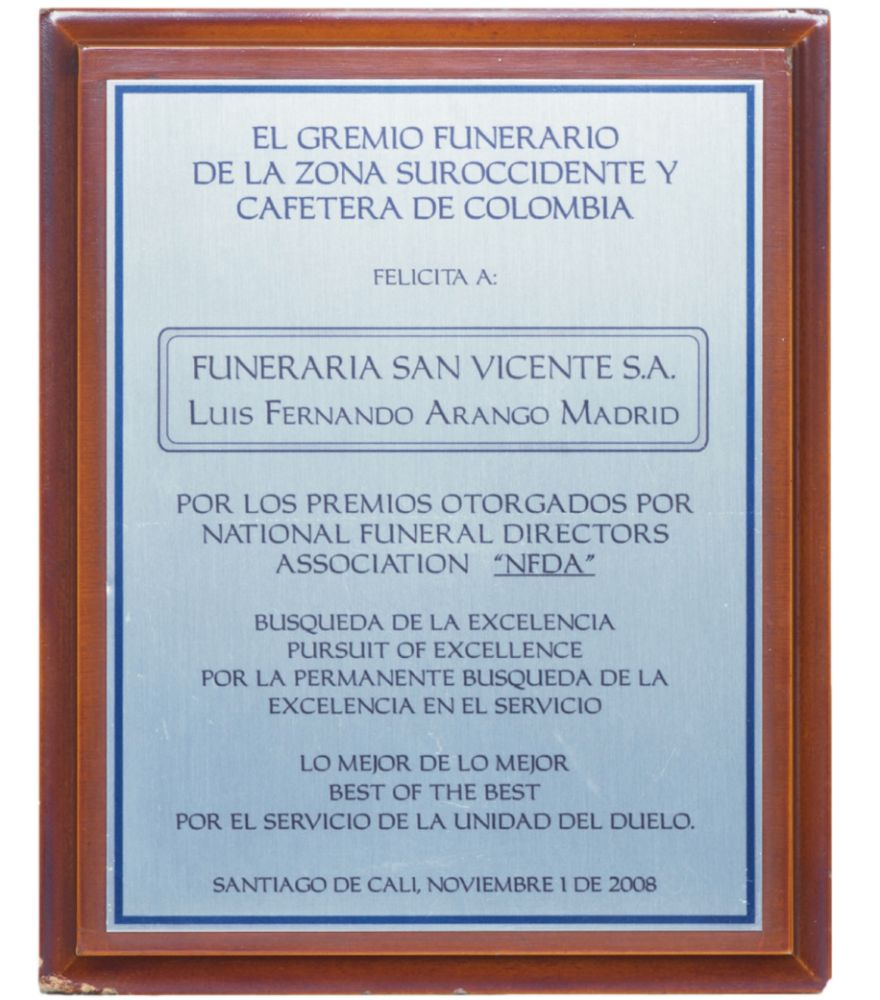 EL GREMIO FUNERARIO
DE LA ZONA SUROCCIDENTE Y
CAFETERA DE COLOMBIA
FELICITA A:
FUNERARIA SAN VICENTE S.A.
LUIS FERNANDO ARANGO MADRID
POR LOS PREMIOS OTORGADOS POR
NATIONAL FUNERAL DIRECTORS
ASSOCIATION "NFDA"
BUSQUEDA DE LA EXCELENCIA
PURSUIT OF EXCELLENCE
POR LA PERMANENTE BUSQUEDA DE LA
EXCELENCIA EN EL SERVICIO
LO MEJOR DE LO MEJOR
BEST OF THE BEST
POR EL SERVICIO DE LA UNIDAD DEL DUELO.
SANTIAGO DE CALI, NOVIEMBRE 1 DE 2008